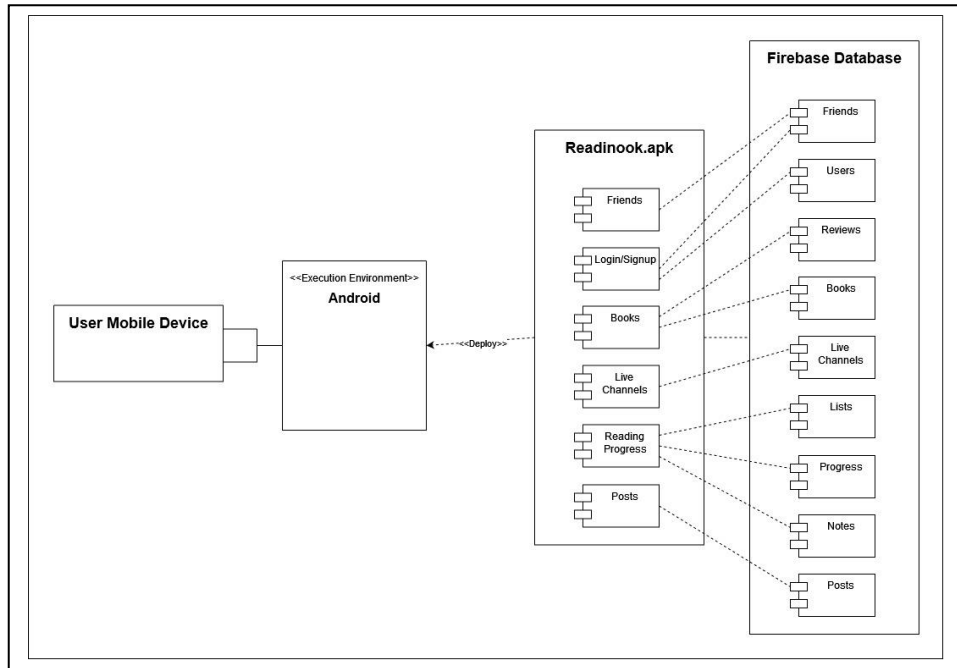 User Mobile Device
<<Execution Environment>>
Android
<<Deploy>>
Readinook.apk
Friends
Login/Signup
Books
Live
Channels
Reading
Progress
Posts
Firebase Database
Friends
Users
Reviews
Books
Live
Channels
Lists
Progress
Notes
Posts